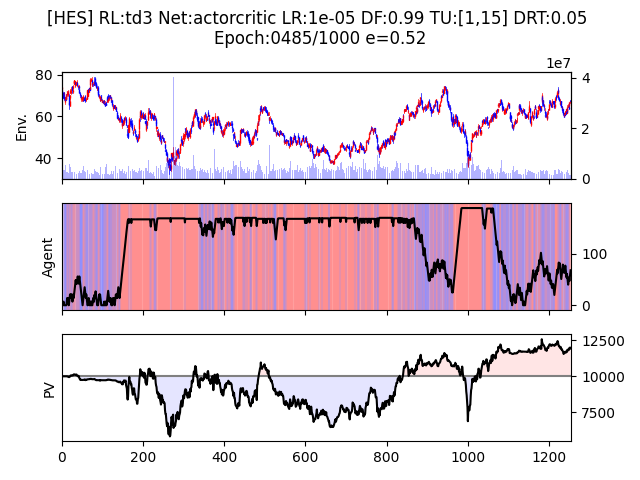 [HES] RL:td3 Net:actorcritic LR:1e-05 DF:0.99 TU:[1,15] DRT:0.05
Epoch:0485/1000 e=0.52
1e7
80
60
40
Env.
4
2
0
Agent
100
0
PV
12500
10000
7500
0 200 400 600 800 1000 1200